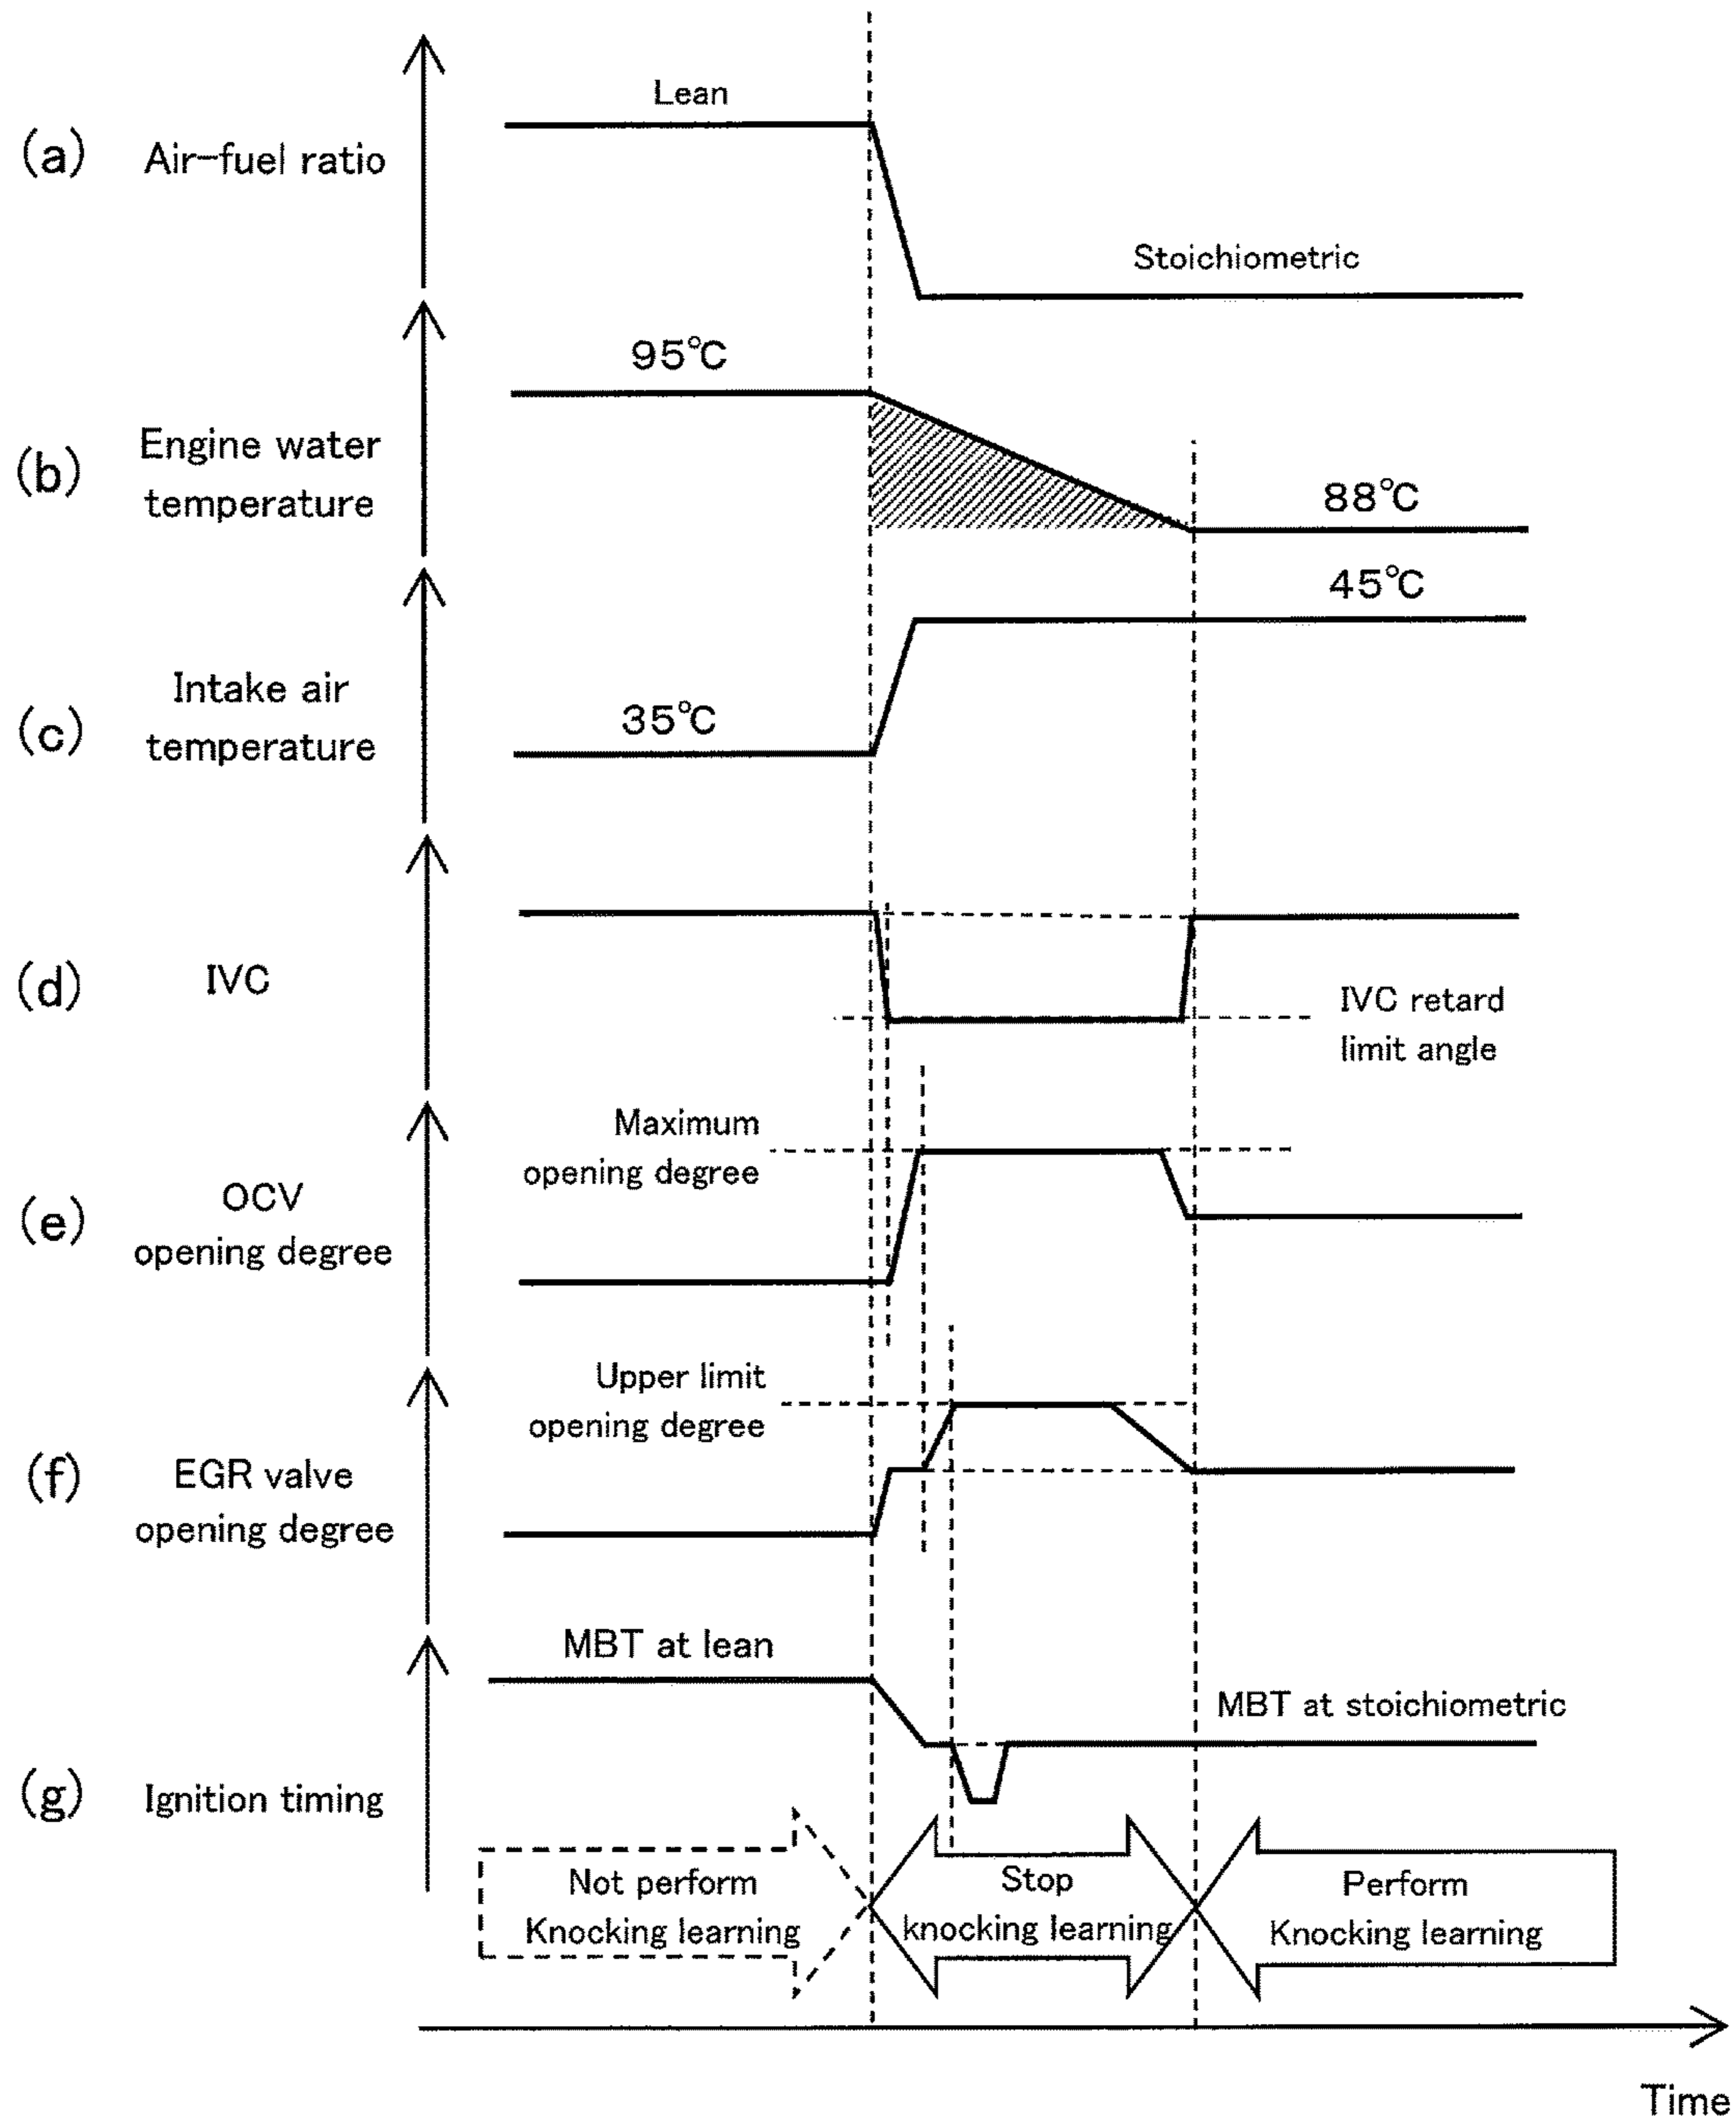 Lean
(a)
Air-fuel ratio
Stoichiometric
95℃
(b)
Engine water
temperature
88℃
45℃
(c)
Intake air
temperature
35℃
(d)
IVC
IVC retard
limit angle
Maximum
opening degree
(e)
OCV
opening degree
Upper limit
opening degree
(f)
EGR valve
opening degree
MBT at lean
MBT at stoichiometric
(g)
Ignition timing
Not perform
Knocking learning
Stop
knocking learning
Perform
Knocking learning
Time